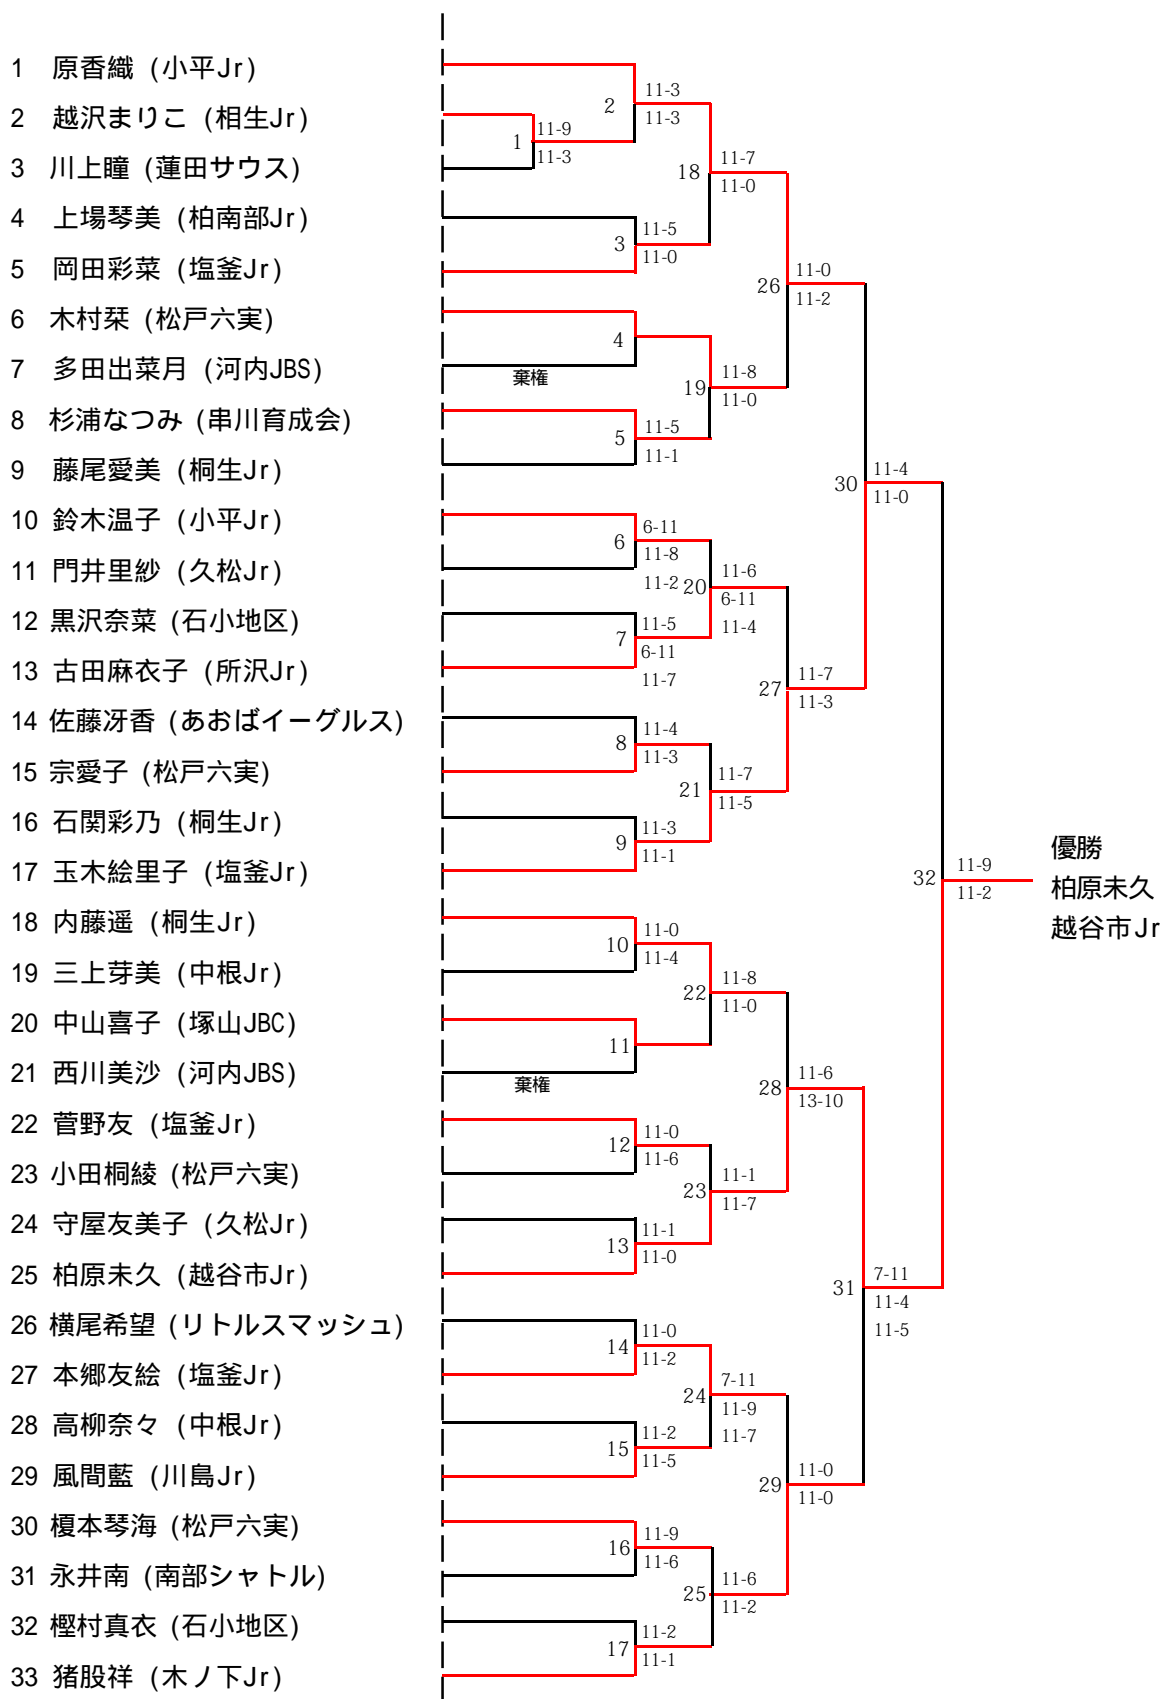 1 原香織 (小平Jr)
2 越沢まりこ (相生Jr)
3 川上瞳 (蓮田サウス)
4 上場琴美 (柏南部Jr)
5 岡田彩菜 (塩釜Jr)
6 木村栞 (松戸六実)
7 多田出菜月 (河内JBS)
8 杉浦なつみ (串川育成会)
9 藤尾愛美 (桐生Jr)
10 鈴木温子 (小平Jr)
11 門井里紗 (久松Jr)
12 黒沢奈菜 (石小地区)
13 古田麻衣子 (所沢Jr)
14 佐藤冴香 (あおばイーグルス)
15 宗愛子 (松戸六実)
16 石関彩乃 (桐生Jr)
17 玉木絵里子 (塩釜Jr)
18 内藤遥 (桐生Jr)
19 三上芽美 (中根Jr)
20 中山喜子 (塚山JBC)
21 西川美沙 (河内JBS)
22 菅野友 (塩釜Jr)
23 小田桐綾 (松戸六実)
24 守屋友美子 (久松Jr)
25 柏原未久 (越谷市Jr)
26 横尾希望 (リトルスマッシュ)
27 本郷友絵 (塩釜Jr)
28 高柳奈々 (中根Jr)
29 風間藍 (川島Jr)
30 榎本琴海 (松戸六実)
31 永井南 (南部シャトル)
32 樫村真衣 (石小地区)
33 猪股祥 (木ノ下Jr)
1
11-9
11-3
2
11-3
11-3
3
11-5
11-0
4
棄権
5
11-5
11-1
6
6-11
11-8
11-2
7
11-5
6-11
11-7
8
11-4
11-3
9
11-3
11-1
10
11-0
11-4
11
棄権
12
11-0
11-6
13
11-1
11-0
14
11-0
11-2
15
11-2
11-5
16
11-9
11-6
17
11-2
11-1
18
11-7
11-0
19
11-8
11-0
20
11-6
6-11
11-4
21
11-7
11-5
22
11-8
11-0
23
11-1
11-7
24
7-11
11-9
11-7
25
11-6
11-2
26
11-0
11-2
27
11-7
11-3
28
11-6
13-10
29
11-0
11-0
30
11-4
11-0
31
7-11
11-4
11-5
32
11-9
11-2
優勝
柏原未久
越谷市Jr